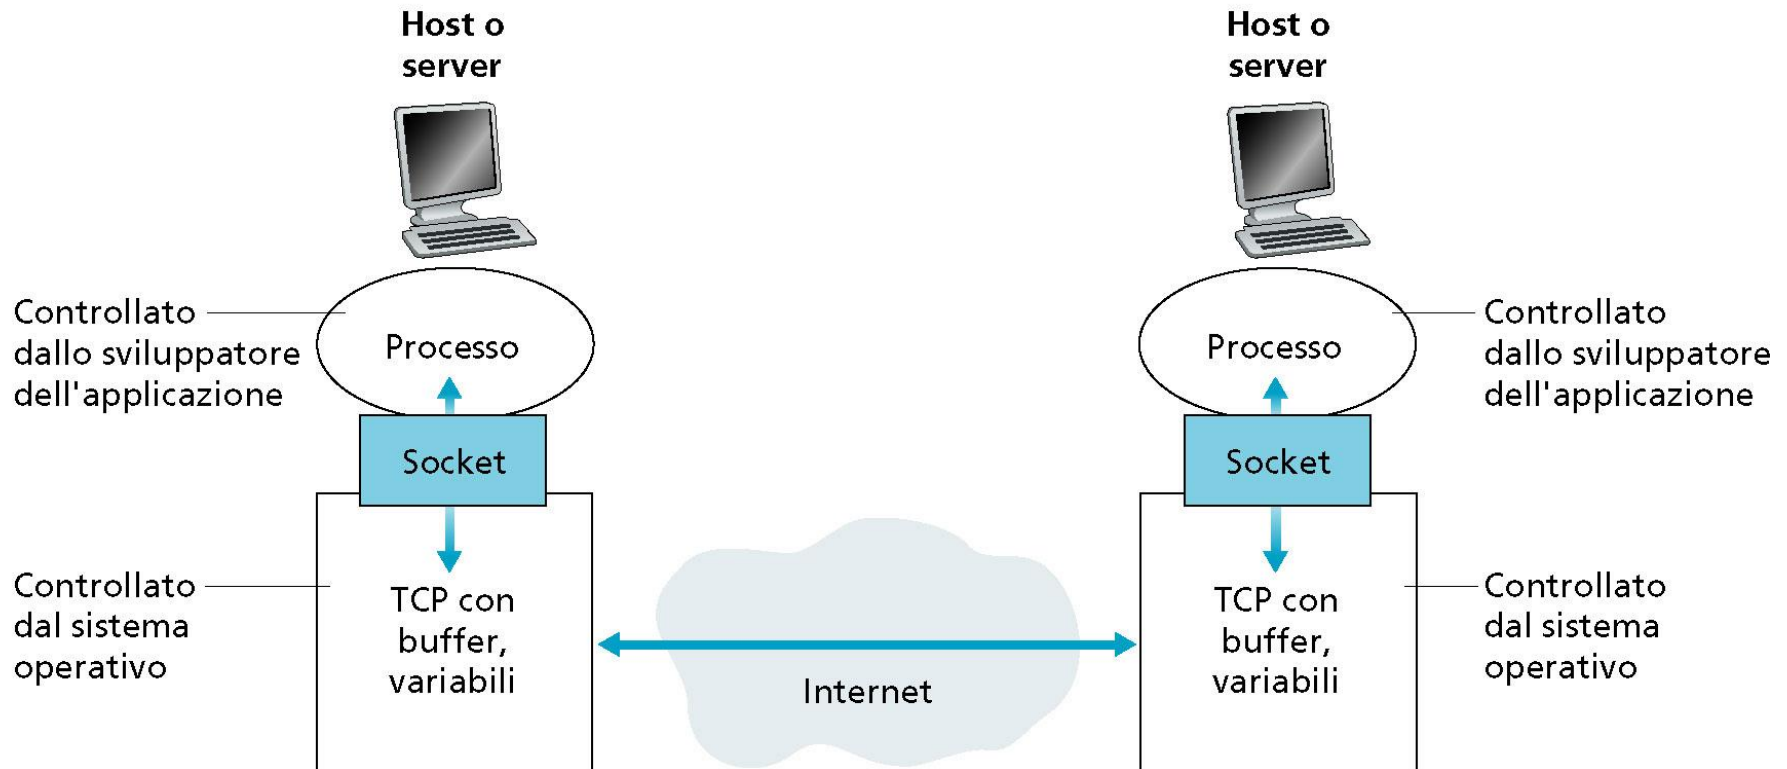 Host o
server
Host o
server
Controllato
dallo sviluppatore
dell'applicazione
Processo
Processo
Controllato
dallo sviluppatore
dell'applicazione
Socket
Socket
Controllato
dal sistema
operativo
TCP con
buffer,
variabili
Internet
TCP con
buffer,
variabili
Controllato
dal sistema
operativo